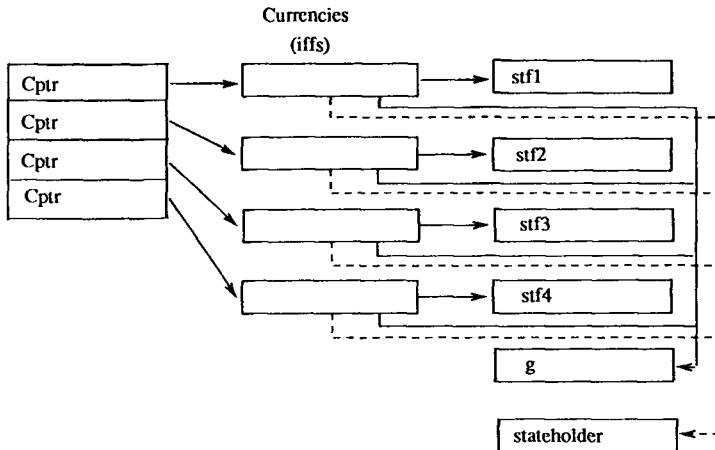 Currencies
(iffs)
Cptr
stf1
Cptr
stf2
Cptr
stf3
Cptr
stf4
g
stateholder